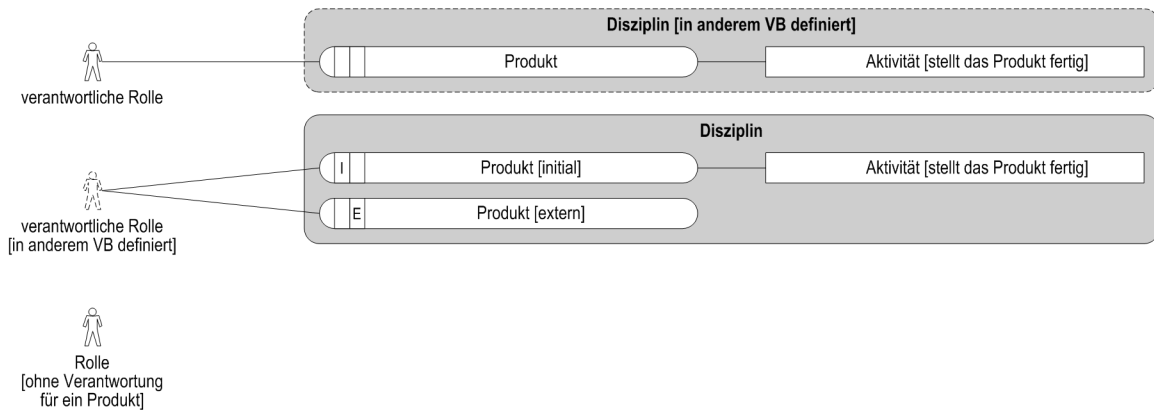 Disziplin [in anderem VB definiert]
Produkt
Aktivität [stellt das Produkt fertig]
verantwortliche Rolle
Disziplin
I
Produkt [initial]
Aktivität [stellt das Produkt fertig]
E
Produkt [extern]
verantwortliche Rolle
[in anderem VB definiert]
Rolle
[ohne Verantwortung
für ein Produkt]